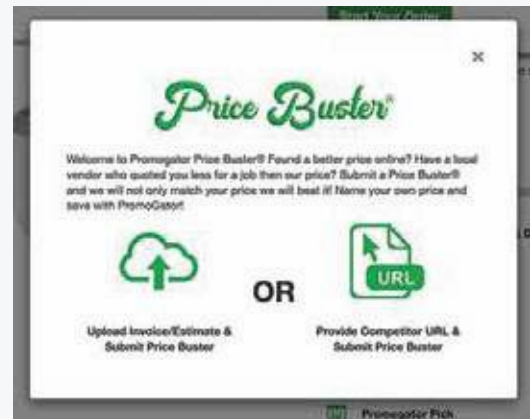 Start Your Order
×
Price Buster®
Welcome to Promogator Price Buster® Found a better price online? Have a local
vender who quoted you less for a job then our price? Submit a Price Buster®
and we will not only match your price we will beat it! Name your own price and
save with PromoGator!
OR
URL
Upload Invoice/Estimate &
Submit Price Buster
Provide Competitor URL &
Submit Price Buster
Promogator Pick